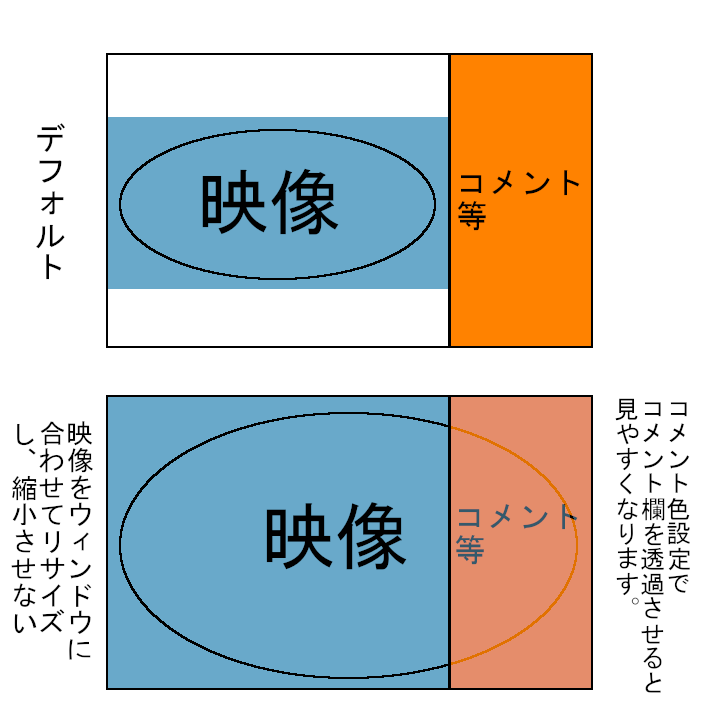 デフォルト
映像
コメント
等
映像をウィンドウに
合わせてリサイズ
し、縮小させない
映像
コメント
等
コメント色設定で
コメント欄を透過させると
見やすくなります。